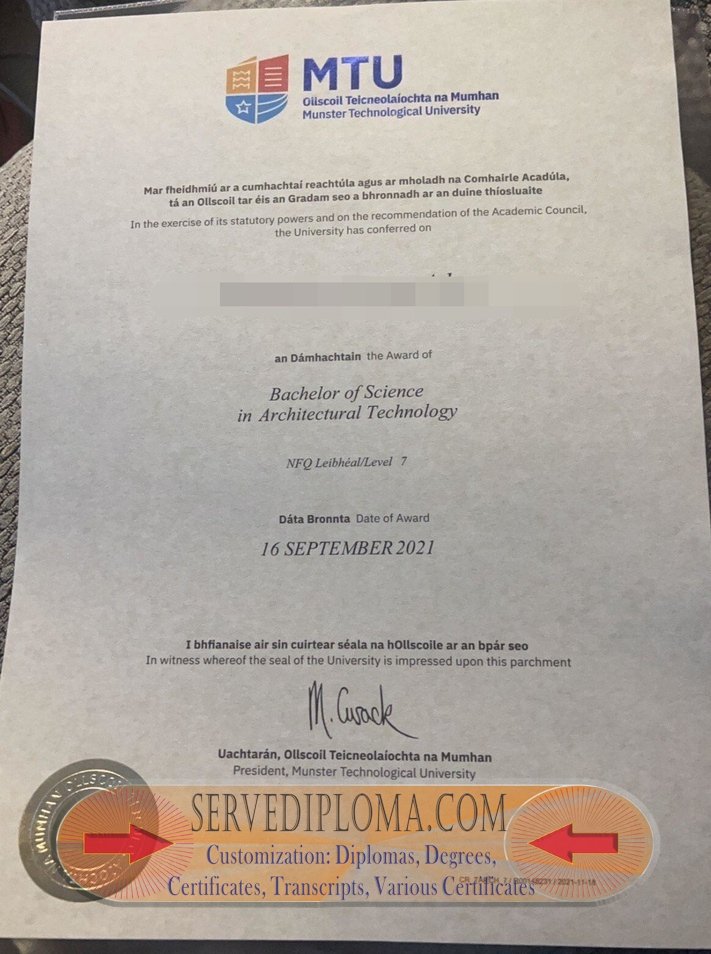 MTU
Ollscoil Teicneolaíochta na Mumhan
Munster Technological University
Mar fheidhmiú ar a cumhachtaí reachtúla agus ar mholadh na Comhairle Acadúla,
tá an Ollscoil tar éis an Gradam seo a bhronnadh ar an duine thíosluaite
In the exercise of its statutory powers and on the recommendation of the Academic Council,
the University has conferred on
an Dámhachtain the Award of
Bachelor of Science
in Architectural Technology
NFQ Leibhéal/Level 7
Dáta Bronnta Date of Award
16 SEPTEMBER 2021
I bhfianaise air sin cuirtear séala na hOllscoile ar an bpár seo
In witness whereof the seal of the University is impressed upon this parchment
M. Cusack
Uachtarán, Ollscoil Teicneolaíochta na Mumhan
President, Munster Technological University
SERVEDIPLOMA.COM
Customization: Diplomas, Degrees,
Certificates, Transcripts, Various Certificates